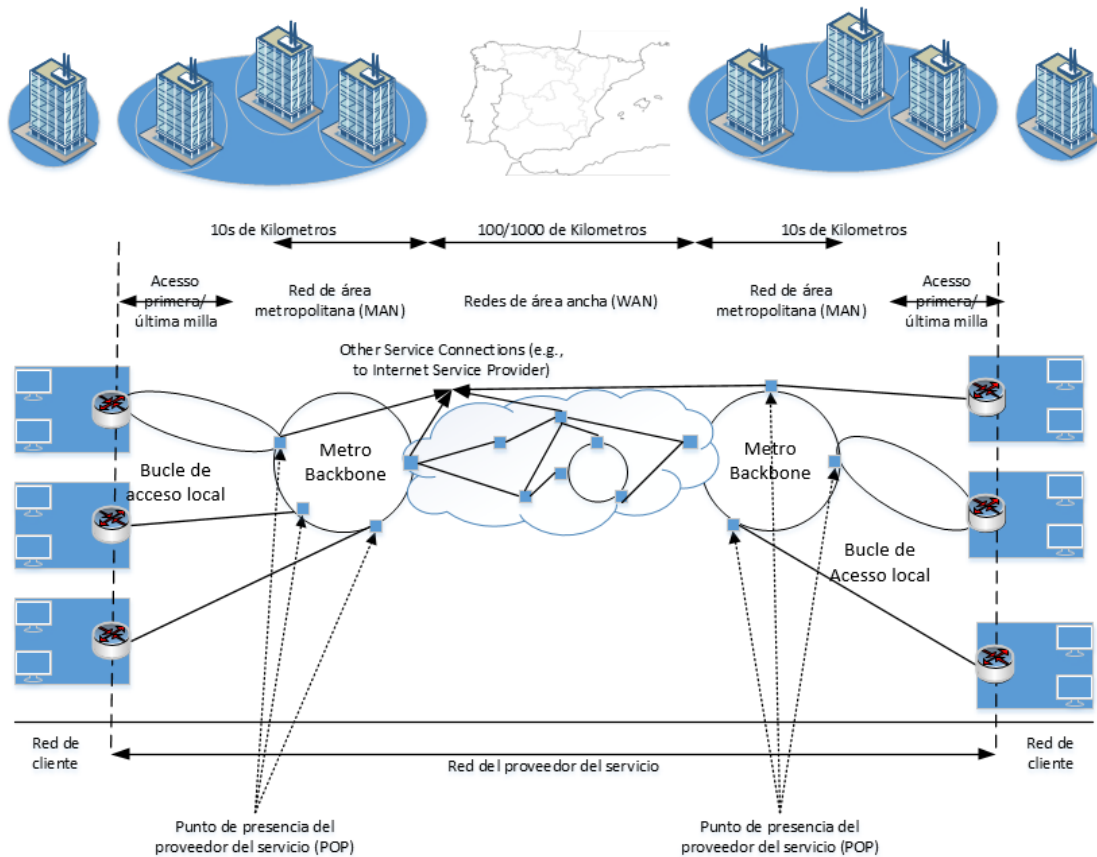 10s de Kilometros
100/1000 de Kilometros
10s de Kilometros
Acesso
primera/
última milla
Red de área
metropolitana (MAN)
Redes de área ancha (WAN)
Red de área
metropolitana (MAN)
Acesso
primera/
última milla
Other Service Connections (e.g.,
to Internet Service Provider)
Bucle de
acceso local
Metro
Backbone
Metro
Backbone
Bucle de
Acesso local
Red de
cliente
Red del proveedor del servicio
Red de
cliente
Punto de presencia del
proveedor del servicio (POP)
Punto de presencia del
proveedor del servicio (POP)